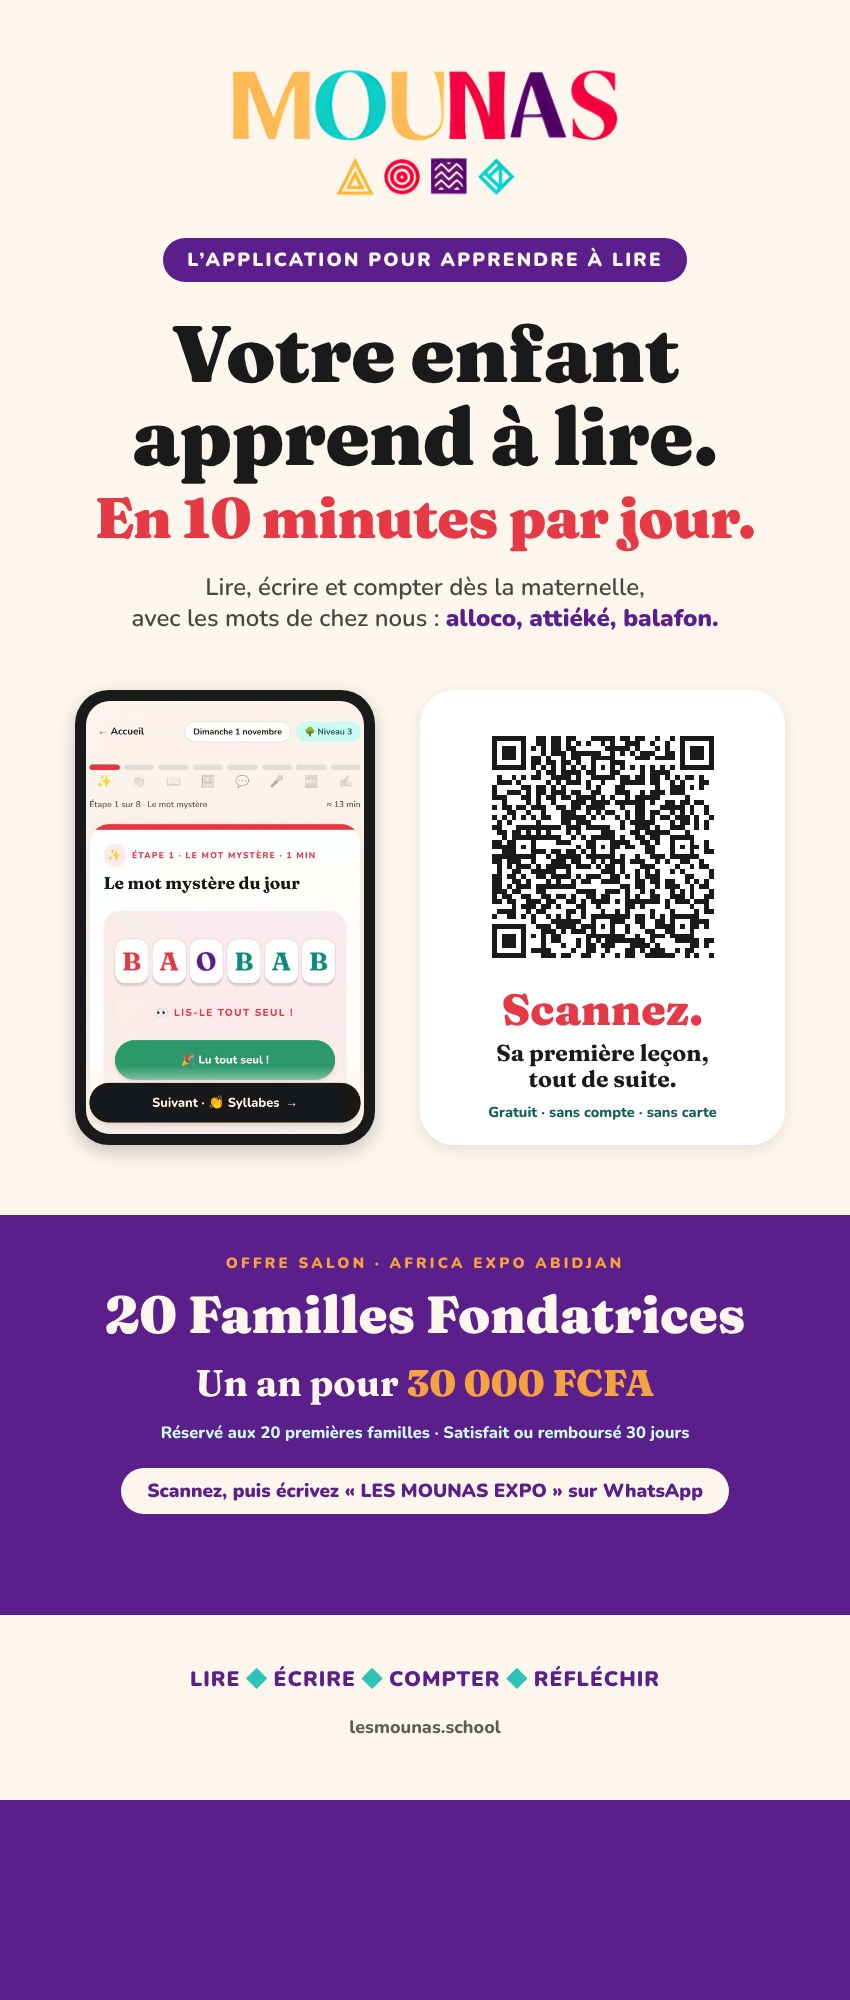 MOUNAS
L’APPLICATION POUR APPRENDRE À LIRE
Votre enfant
apprend à lire.
En 10 minutes par jour.
Lire, écrire et compter dès la maternelle,
avec les mots de chez nous : alloco, attiéké, balafon.
← Accueil
Dimanche 1 novembre
Niveau 3
Étape 1 sur 8 · Le mot mystère
≈ 13 min
ÉTAPE 1 · LE MOT MYSTÈRE · 1 MIN
Le mot mystère du jour
BAOBAB
LIS-LE TOUT SEUL !
Lu tout seul !
Suivant · 👏 Syllabes →
Scannez.
Sa première leçon,
tout de suite.
Gratuit · sans compte · sans carte
OFFRE SALON · AFRICA EXPO ABIDJAN
20 Familles Fondatrices
Un an pour 30 000 FCFA
Réservé aux 20 premières familles · Satisfait ou remboursé 30 jours
Scannez, puis écrivez « LES MOUNAS EXPO » sur WhatsApp
LIRE ◆ ÉCRIRE ◆ COMPTER ◆ RÉFLÉCHIR
lesmounas.school